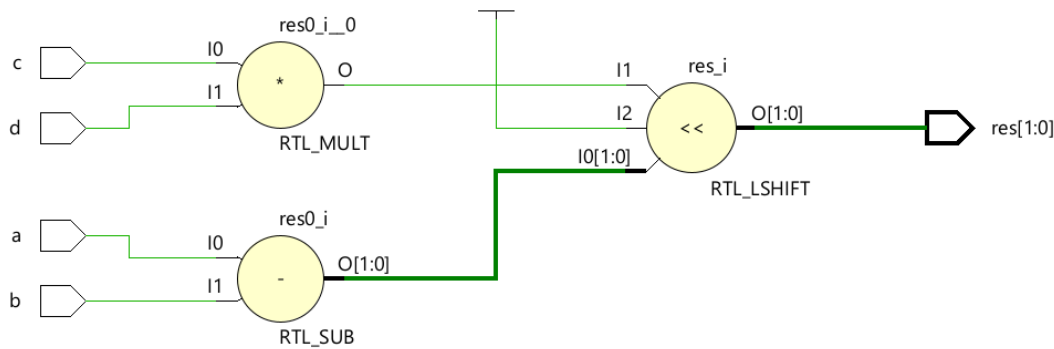 res0_i__0
c
I0
O
*
d
I1
RTL_MULT
I1
res_i
I2
<<
O[1:0]
res[1:0]
I0[1:0]
RTL_LSHIFT
res0_i
a
I0
O[1:0]
-
b
I1
RTL_SUB